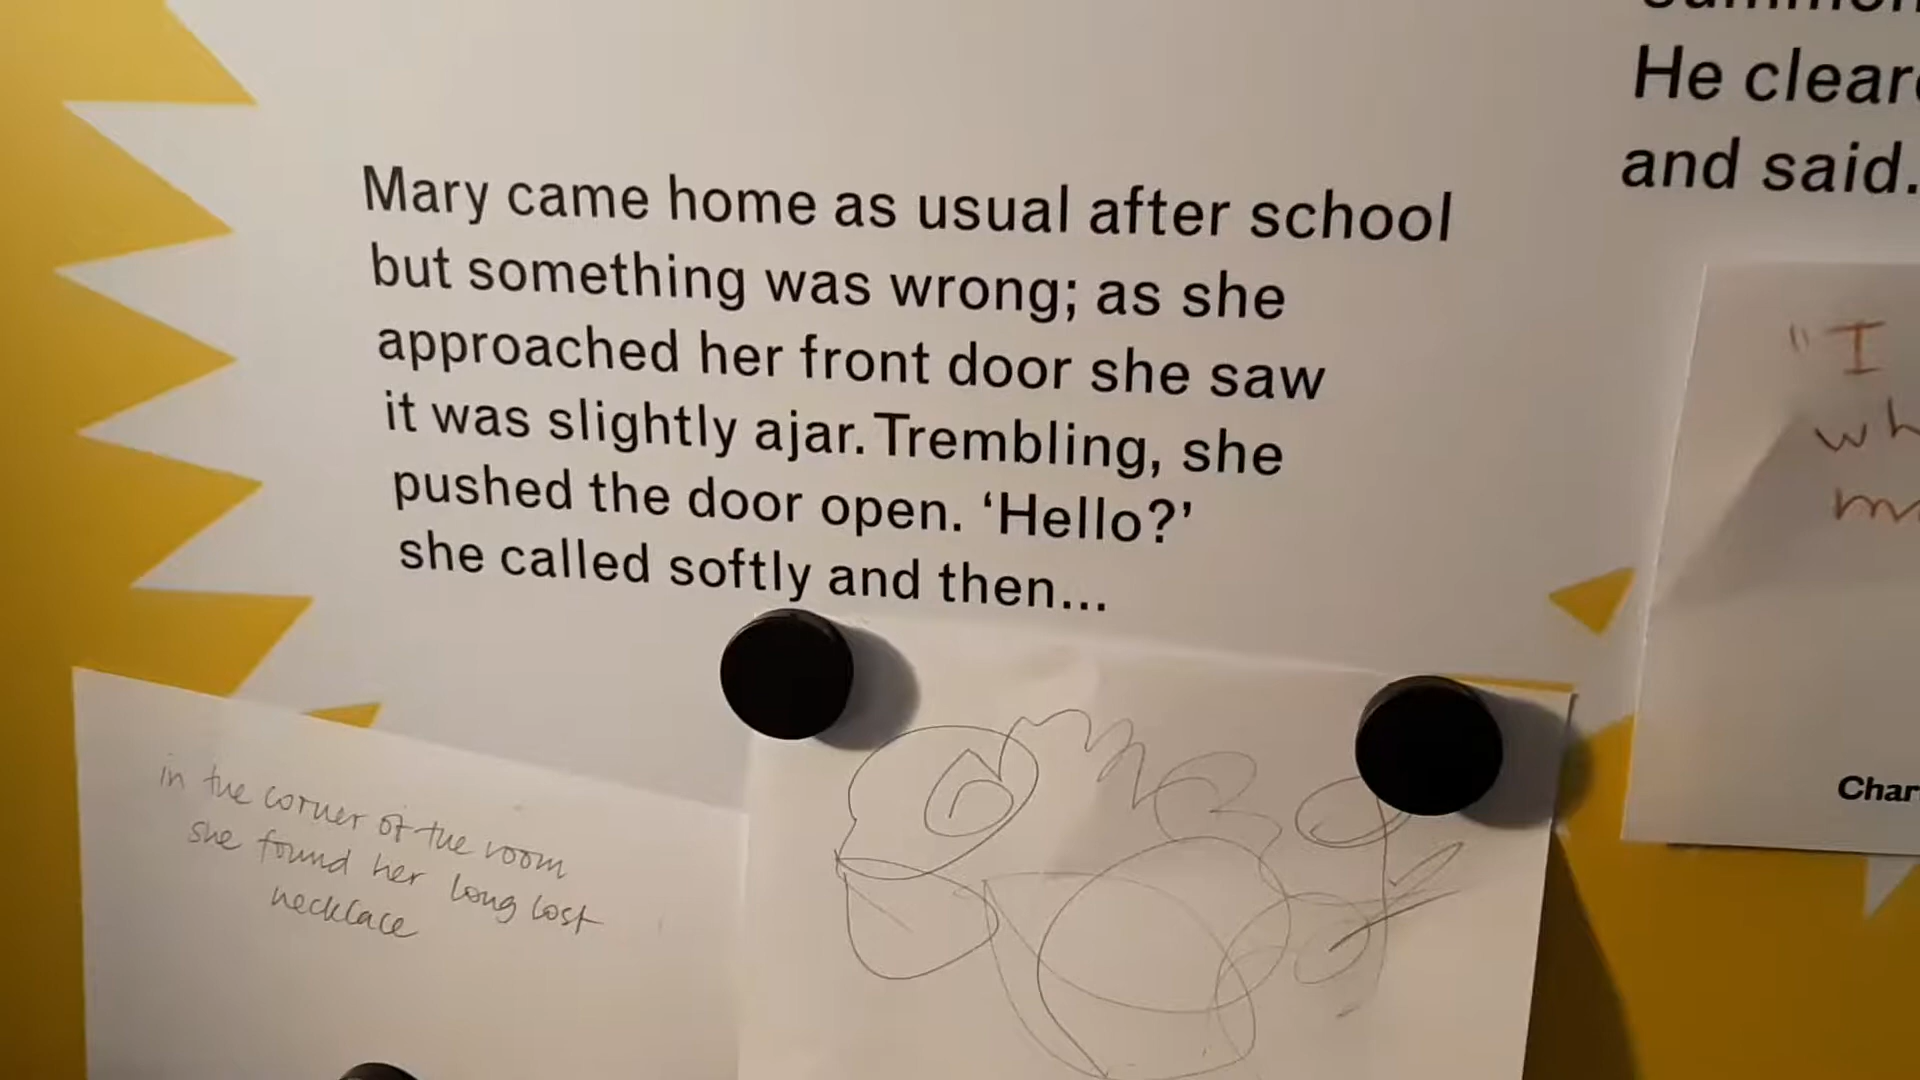 Mary came home as usual after school
but something was wrong; as she
approached her front door she saw
it was slightly ajar. Trembling, she
pushed the door open. ‘Hello?’
she called softly and then...
in the corner of the room
she found her long lost
necklace
He clear
and said.
"I
wh
Char